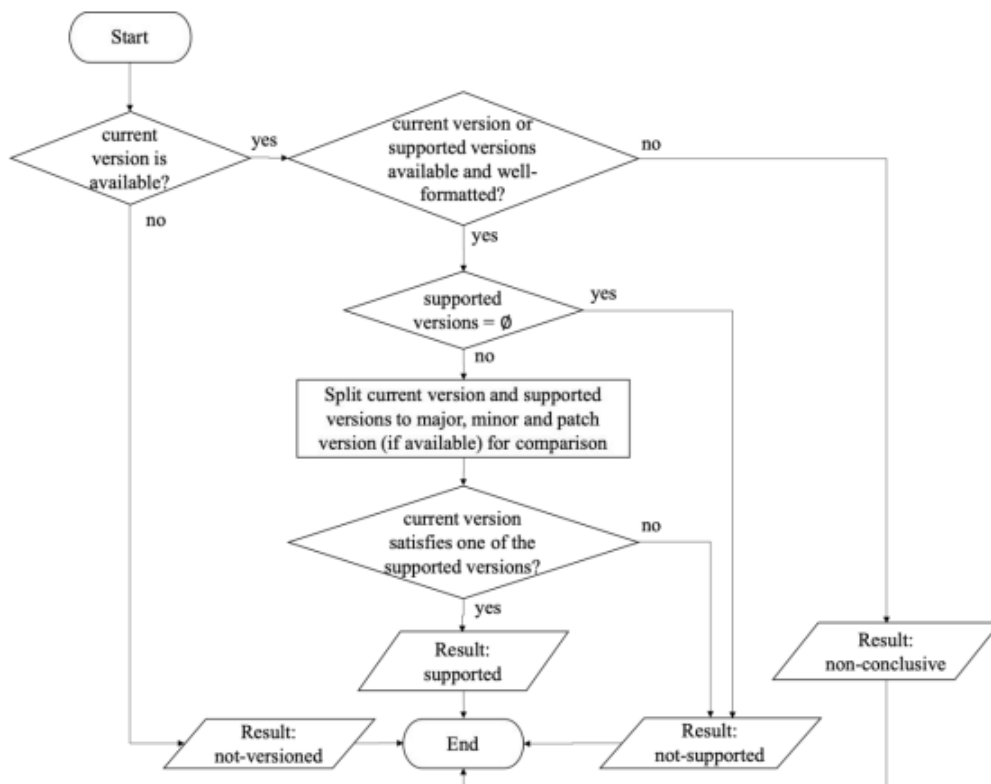 Start
current
version is
available?
yes
no
current version or
supported versions
available and well-
formatted?
no
yes
supported
versions = ∅
yes
no
Split current version and supported
versions to major, minor and patch
version (if available) for comparison
current version
satisfies one of the
supported versions?
no
yes
Result:
supported
Result:
non-conclusive
Result:
not-versioned
End
Result:
not-supported